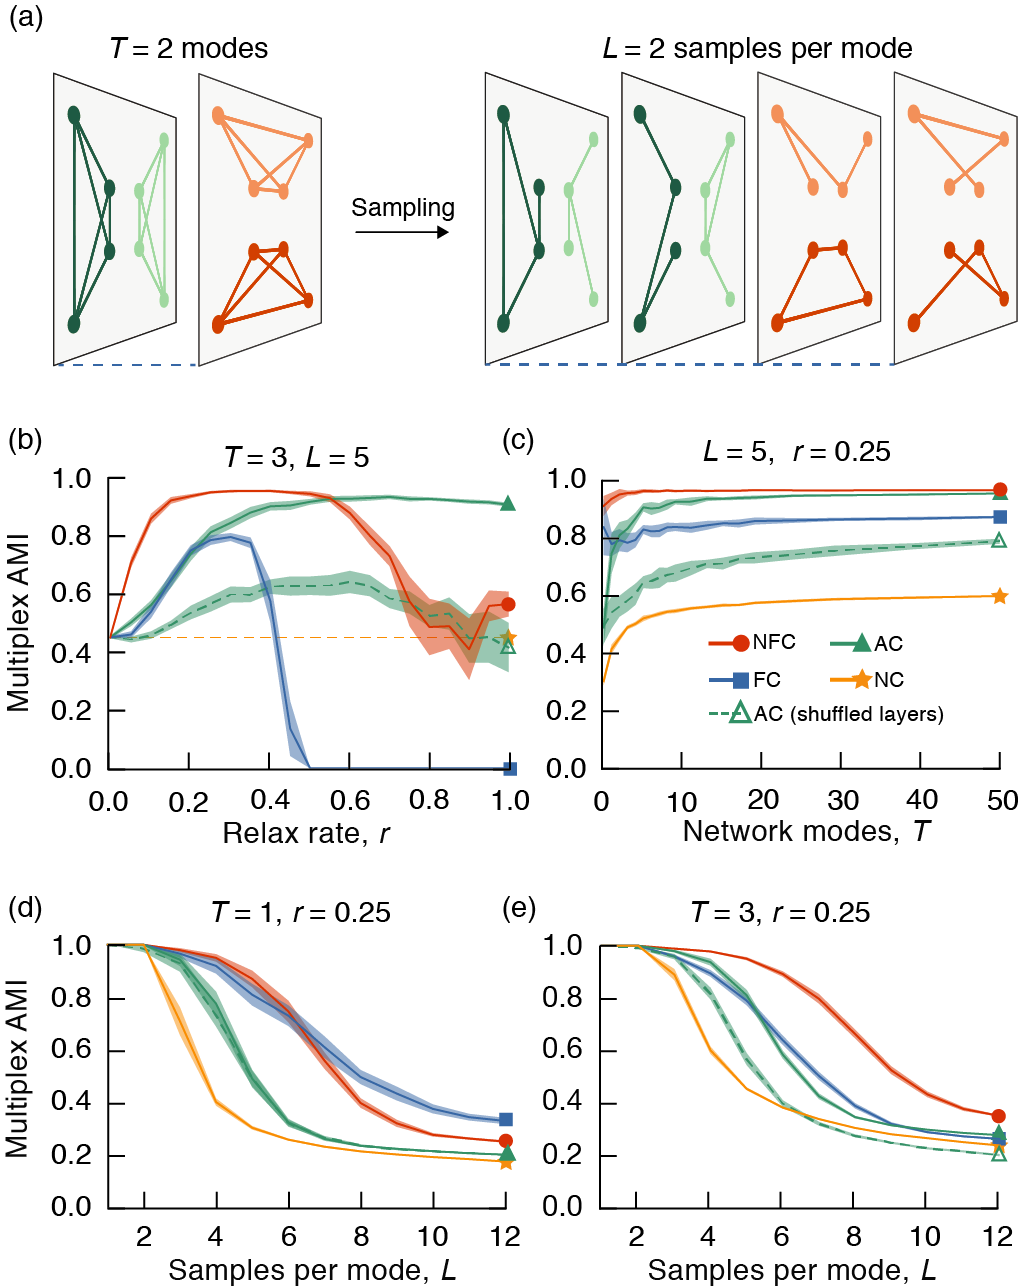 (a)
T = 2 modes
L = 2 samples per mode
Sampling
(b)
T = 3, L = 5
1.0
0.8
0.6
0.4
0.2
0.0
Multiplex AMI
0.0 0.2 0.4 0.6 0.8 1.0
Relax rate, r
(c)
L = 5, r = 0.25
1.0
0.8
0.6
0.4
0.2
0.0
NFC
AC
FC
NC
AC (shuffled layers)
0 10 20 30 40 50
Network modes, T
(d)
T = 1, r = 0.25
1.0
0.8
0.6
0.4
0.2
0.0
Multiplex AMI
2 4 6 8 10 12
Samples per mode, L
(e)
T = 3, r = 0.25
1.0
0.8
0.6
0.4
0.2
0.0
2 4 6 8 10 12
Samples per mode, L